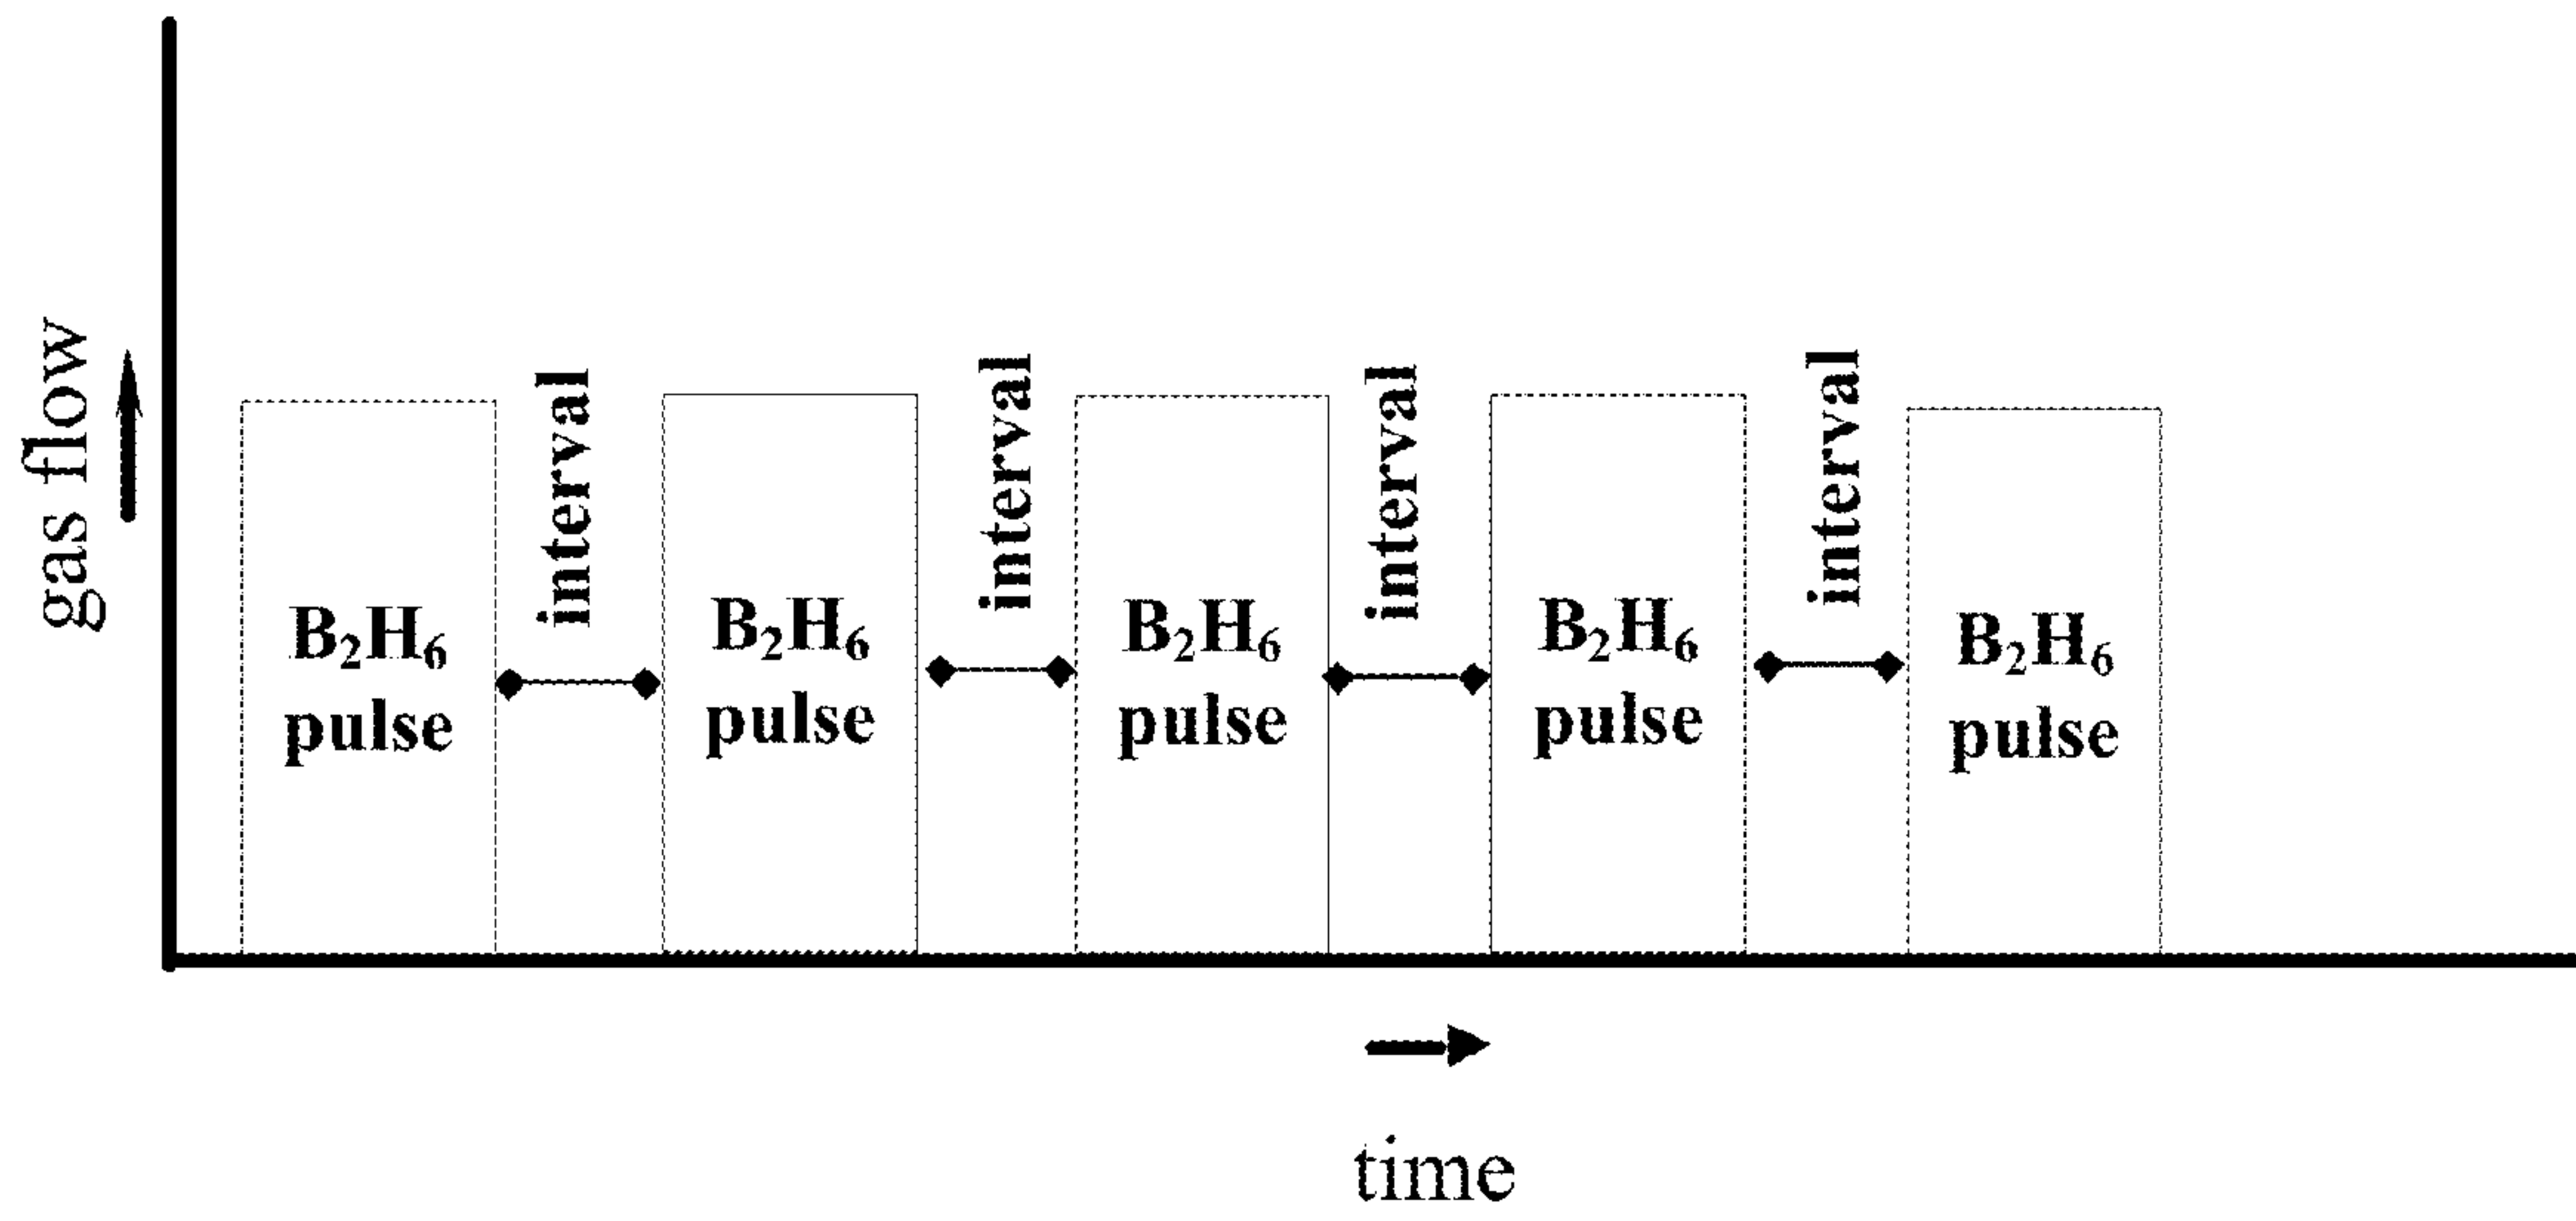 gas flow
B₂H₆
pulse
interval
B₂H₆
pulse
interval
B₂H₆
pulse
interval
B₂H₆
pulse
interval
B₂H₆
pulse
time